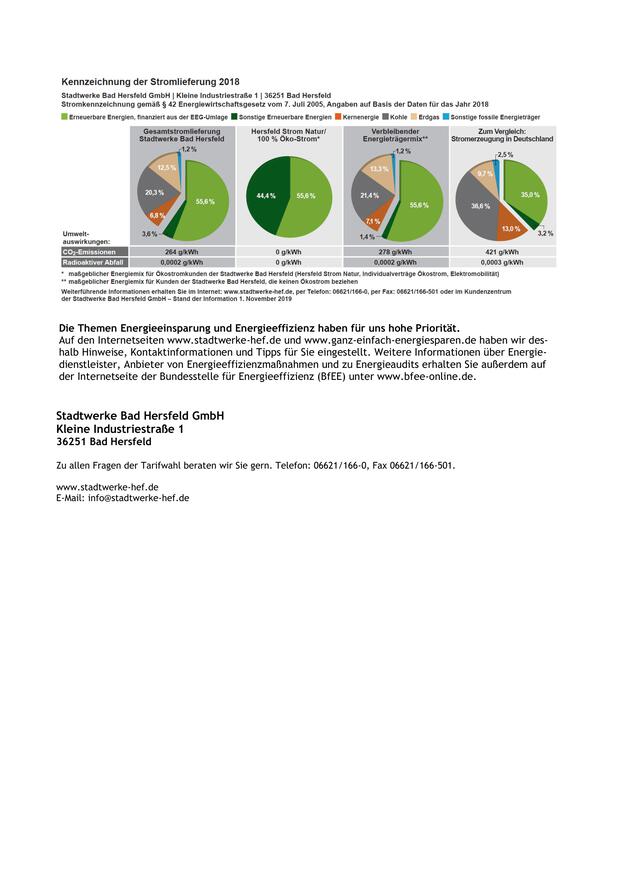 Kennzeichnung der Stromlieferung 2018
Stadtwerke Bad Hersfeld GmbH | Kleine Industriestraße 1 | 36251 Bad Hersfeld
Stromkennzeichnung gemäß § 42 Energiewirtschaftsgesetz vom 7. Juli 2005, Angaben auf Basis der Daten für das Jahr 2018
Erneuerbare Energien, finanziert aus der EEG-Umlage Sonstige Erneuerbare Energien Kernenergie Kohle Erdgas Sonstige fossile Energieträger
Gesamtstromlieferung
Stadtwerke Bad Hersfeld
1,2 %
12,5 %
20,3 %
55,6 %
6,8 %
3,6 %
Hersfeld Strom Natur/
100 % Öko-Strom*
44,4 %
55,6 %
Verbleibender
Energieträgermix**
1,2 %
13,3 %
21,4 %
55,6 %
7,1 %
1,4 %
Zum Vergleich:
Stromerzeugung in Deutschland
2,5 %
9,7 %
35,0 %
36,6 %
13,0 %
3,2 %
Umwelt-
auswirkungen:
CO₂-Emissionen 264 g/kWh 0 g/kWh 278 g/kWh 421 g/kWh
Radioaktiver Abfall 0,0002 g/kWh 0 g/kWh 0,0002 g/kWh 0,0003 g/kWh
* maßgeblicher Energiemix für Ökostromkunden der Stadtwerke Bad Hersfeld (Hersfeld Strom Natur, Individualverträge Ökostrom, Elektromobilität)
** maßgeblicher Energiemix für Kunden der Stadtwerke Bad Hersfeld, die keinen Ökostrom beziehen
Weiterführende Informationen erhalten Sie im Internet: www.stadtwerke-hef.de, per Telefon: 06621/166-0, per Fax: 06621/166-501 oder im Kundenzentrum
der Stadtwerke Bad Hersfeld GmbH – Stand der Information 1. November 2019
Die Themen Energieeinsparung und Energieeffizienz haben für uns hohe Priorität.
Auf den Internetseiten www.stadtwerke-hef.de und www.ganz-einfach-energiesparen.de haben wir des-
halb Hinweise, Kontaktinformationen und Tipps für Sie eingestellt. Weitere Informationen über Energie-
dienstleister, Anbieter von Energieeffizienzmaßnahmen und zu Energieaudits erhalten Sie außerdem auf
der Internetseite der Bundesstelle für Energieeffizienz (BfEE) unter www.bfee-online.de.
Stadtwerke Bad Hersfeld GmbH
Kleine Industriestraße 1
36251 Bad Hersfeld
Zu allen Fragen der Tarifwahl beraten wir Sie gern. Telefon: 06621/166-0, Fax 06621/166-501.
www.stadtwerke-hef.de
E-Mail: info@stadtwerke-hef.de